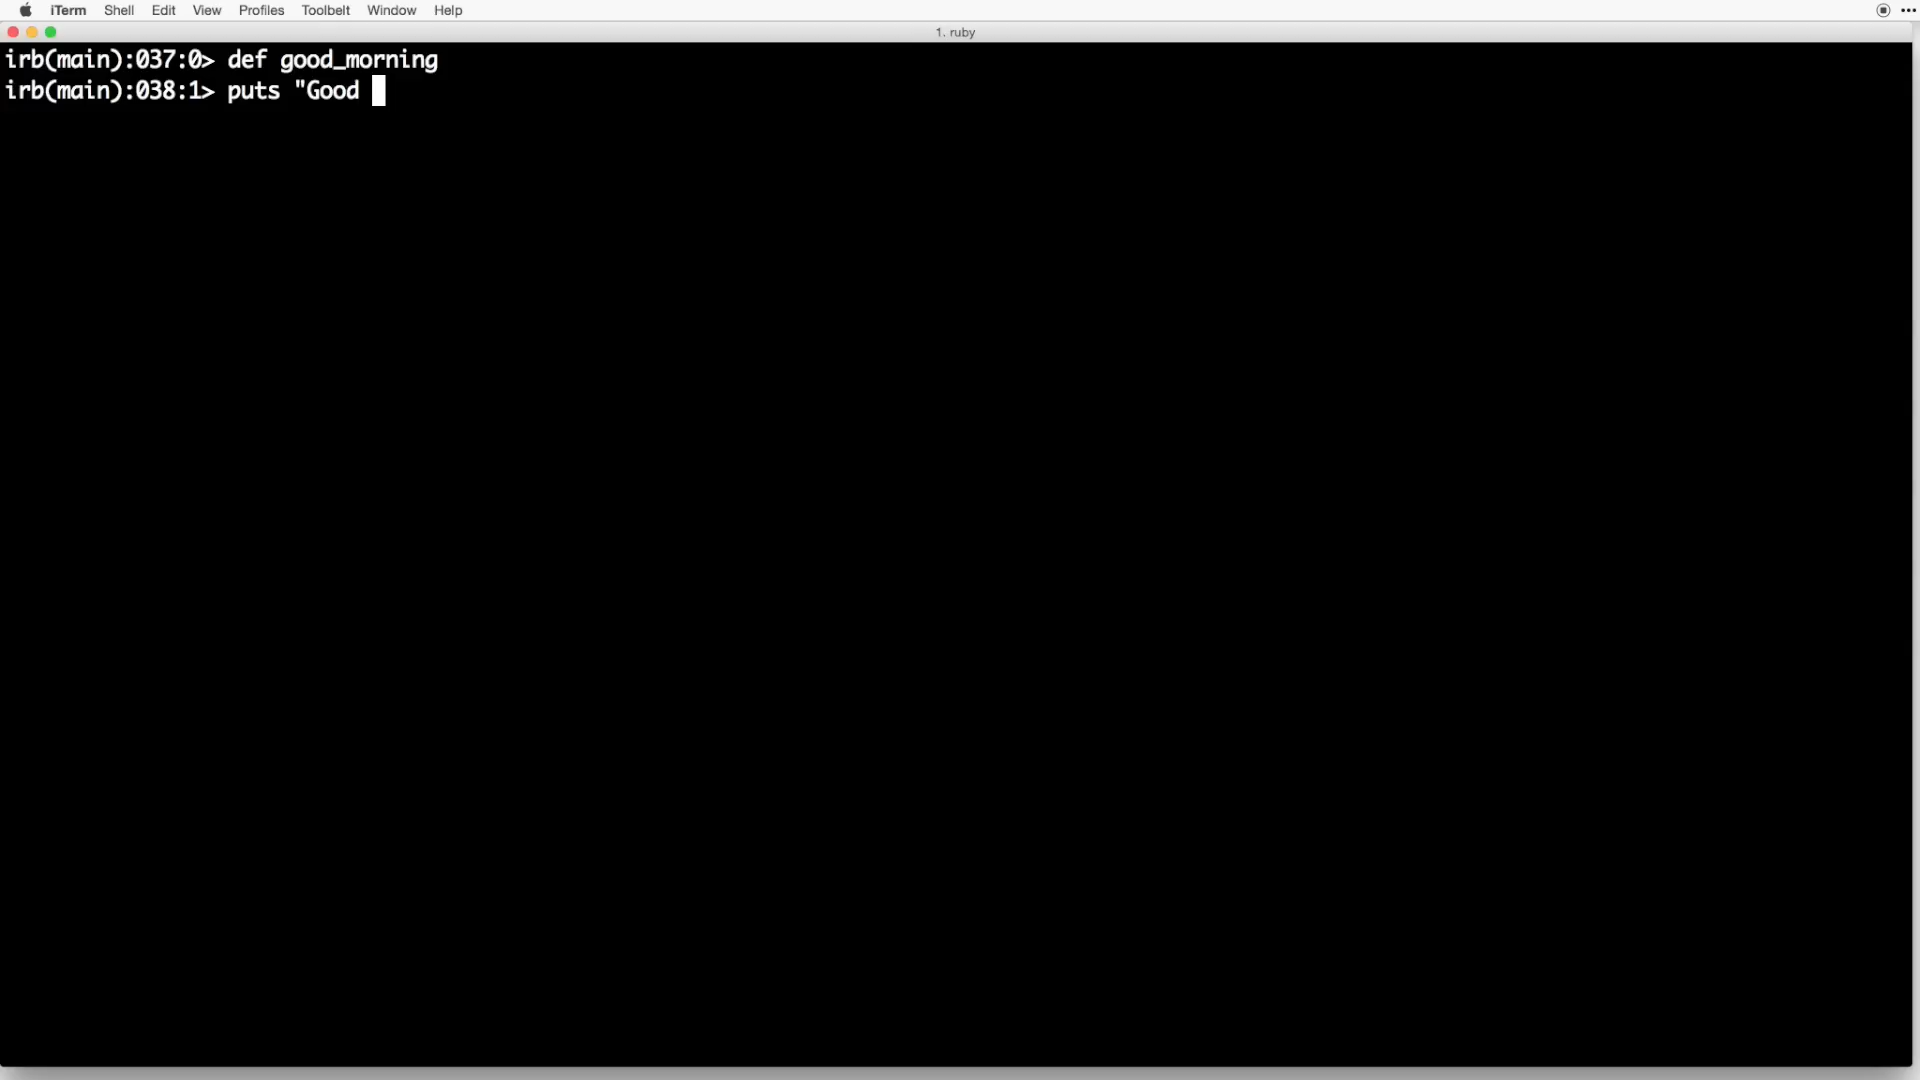 iTerm Shell Edit View Profiles Toolbelt Window Help
1. ruby
irb(main):037:0> def good_morning
irb(main):038:1> puts "Good